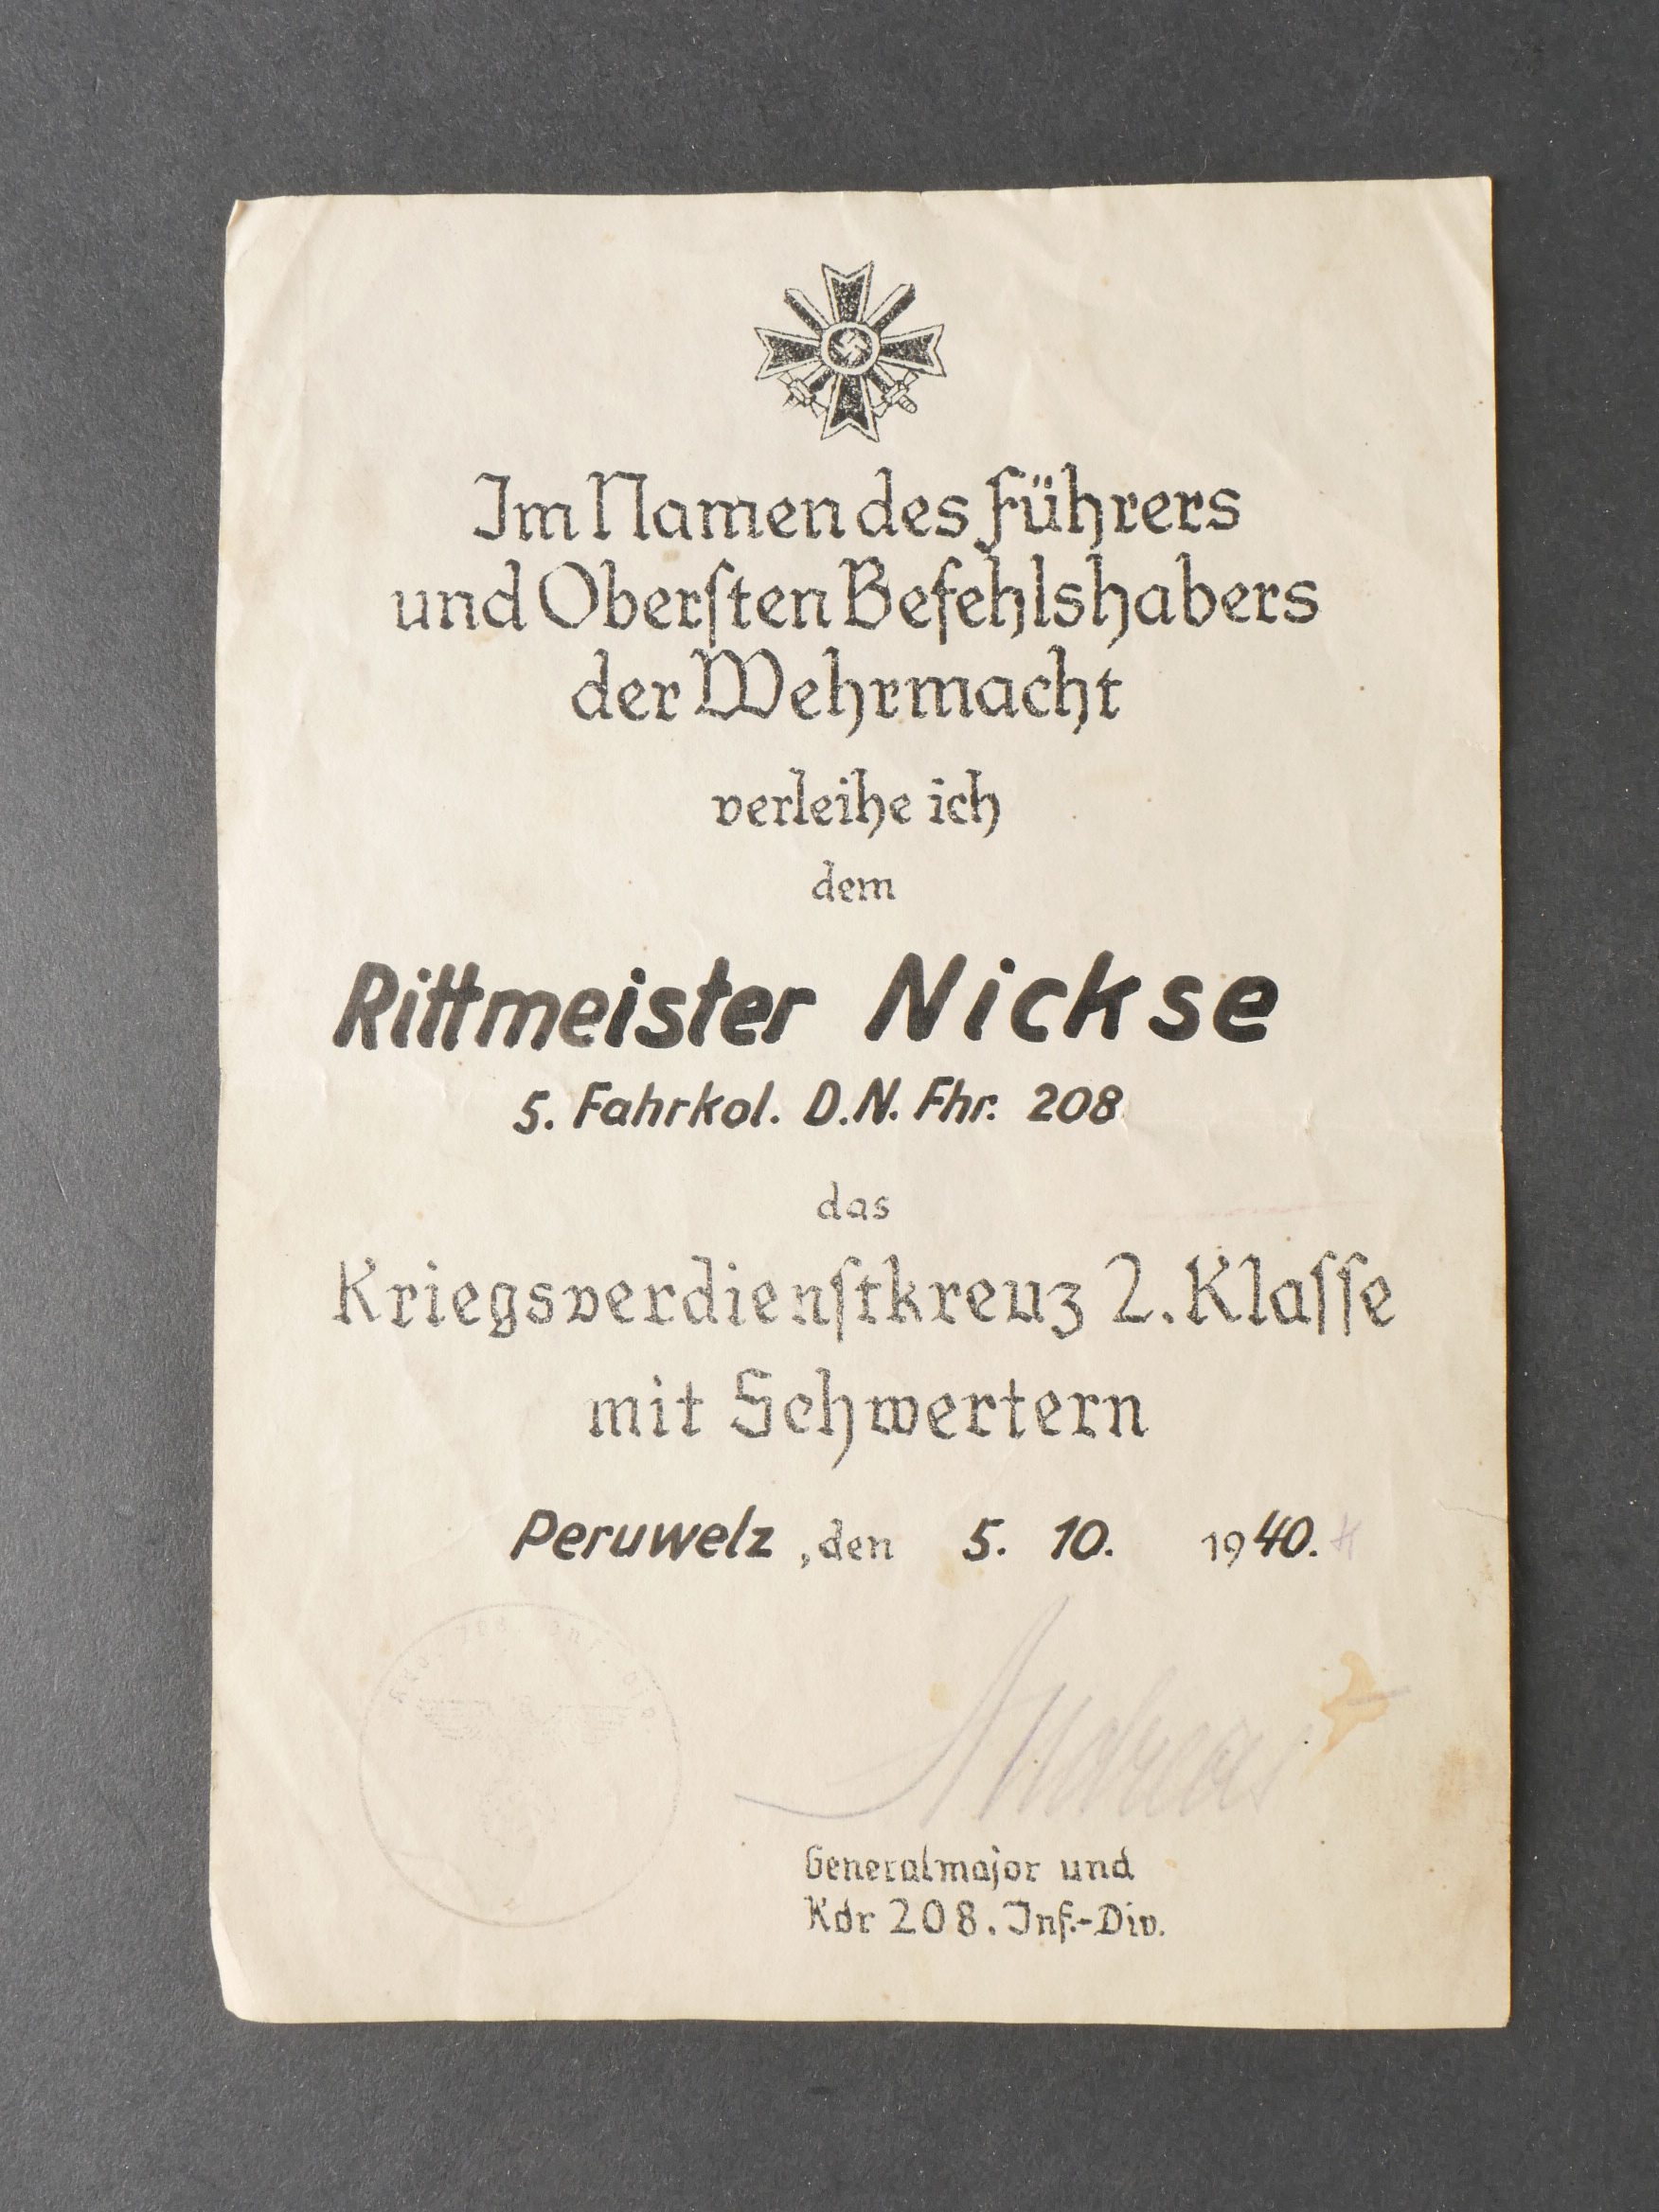 Im Namen des Führers
und Oberſten Befehlshabers
der Wehrmacht
verleihe ich
dem
Rittmeister Nickse
5. Fahrkol. D.N. Fhr. 208
das
Kriegsverdienſtkreuz 2. Klaſſe
mit Schwertern
Peruwelz, den 5. 10. 1940.
Andreas
Generalmajor und
Kdr 208. Inf.-Div.